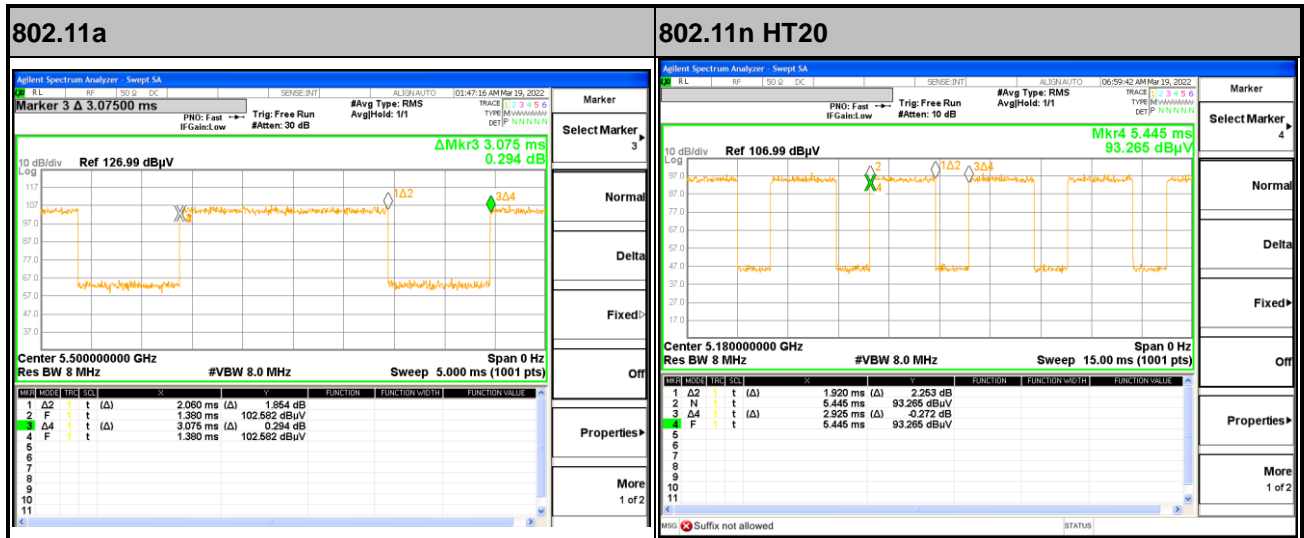 802.11a
Agilent Spectrum Analyzer - Swept SA
RL RF 50 Ω DC SENSE:INT ALIGN AUTO 01:47:16 AM Mar 19, 2022
Marker 3 Δ 3.07500 ms
PNO: Fast
IFGain:Low
Trig: Free Run
#Atten: 30 dB
#Avg Type: RMS
Avg|Hold: 1/1
TRACE 1 2 3 4 5 6
TYPE M
DET P N N N N N
ΔMkr3 3.075 ms
0.294 dB
10 dB/div Ref 126.99 dBµV
Log
117
107
97.0
87.0
77.0
67.0
57.0
47.0
37.0
1Δ2
3Δ4
Center 5.500000000 GHz Span 0 Hz
Res BW 8 MHz #VBW 8.0 MHz Sweep 5.000 ms (1001 pts)
MKR MODE TRC SCL X Y FUNCTION FUNCTION WIDTH FUNCTION VALUE
1 Δ2 1 t (Δ) 2.060 ms (Δ) 1.854 dB
2 F 1 t 1.380 ms 102.582 dBµV
3 Δ4 1 t (Δ) 3.075 ms (Δ) 0.294 dB
4 F 1 t 1.380 ms 102.582 dBµV
5
6
7
8
9
10
11
Marker
Select Marker
3
Normal
Delta
Fixed
Off
Properties
More
1 of 2
802.11n HT20
Agilent Spectrum Analyzer - Swept SA
RL RF 50 Ω DC SENSE:INT ALIGN AUTO 06:59:42 AM Mar 19, 2022
PNO: Fast
IFGain:Low
Trig: Free Run
#Atten: 10 dB
#Avg Type: RMS
Avg|Hold: 1/1
TRACE 1 2 3 4 5 6
TYPE M
DET P N N N N N
Mkr4 5.445 ms
93.265 dBµV
10 dB/div Ref 106.99 dBµV
Log
97.0
87.0
77.0
67.0
57.0
47.0
37.0
27.0
17.0
2
4
1Δ2
3Δ4
Center 5.180000000 GHz Span 0 Hz
Res BW 8 MHz #VBW 8.0 MHz Sweep 15.00 ms (1001 pts)
MKR MODE TRC SCL X Y FUNCTION FUNCTION WIDTH FUNCTION VALUE
1 Δ2 1 t (Δ) 1.920 ms (Δ) 2.253 dB
2 N 1 t 5.445 ms 93.265 dBµV
3 Δ4 1 t (Δ) 2.925 ms (Δ) -0.272 dB
4 F 1 t 5.445 ms 93.265 dBµV
5
6
7
8
9
10
11
MSG Suffix not allowed STATUS
Marker
Select Marker
4
Normal
Delta
Fixed
Off
Properties
More
1 of 2